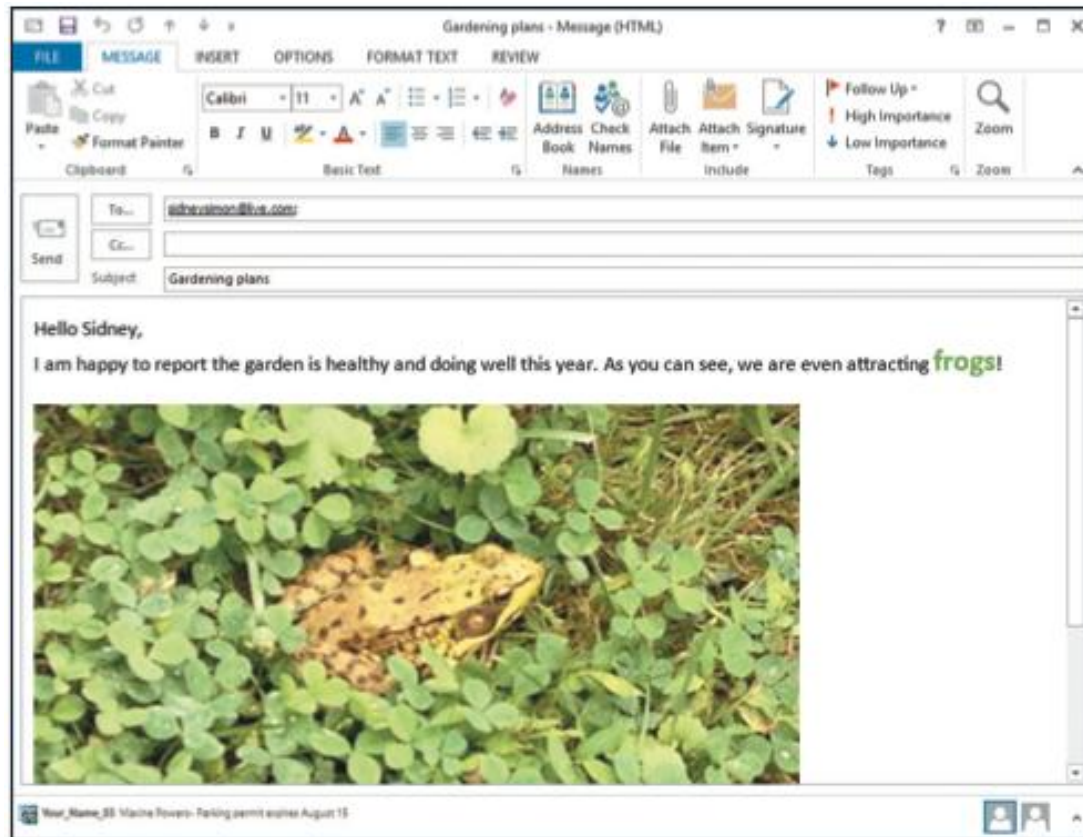 Gardening plans - Message (HTML)
?
FILE MESSAGE INSERT OPTIONS FORMAT TEXT REVIEW
Paste
Cut
Copy
Format Painter
Clipboard
Calibri 11 A A
B I U A
Basic Text
Address Book
Check Names
Names
Attach File
Attach Item
Signature
Include
Follow Up
! High Importance
Low Importance
Tags
Zoom
Zoom
Send
To...
sidneysimon@live.com;
Cc...
Subject Gardening plans
Hello Sidney,
I am happy to report the garden is healthy and doing well this year. As you can see, we are even attracting frogs!
Your_Name_55 Maxine Powers- Parking permit expires August 15